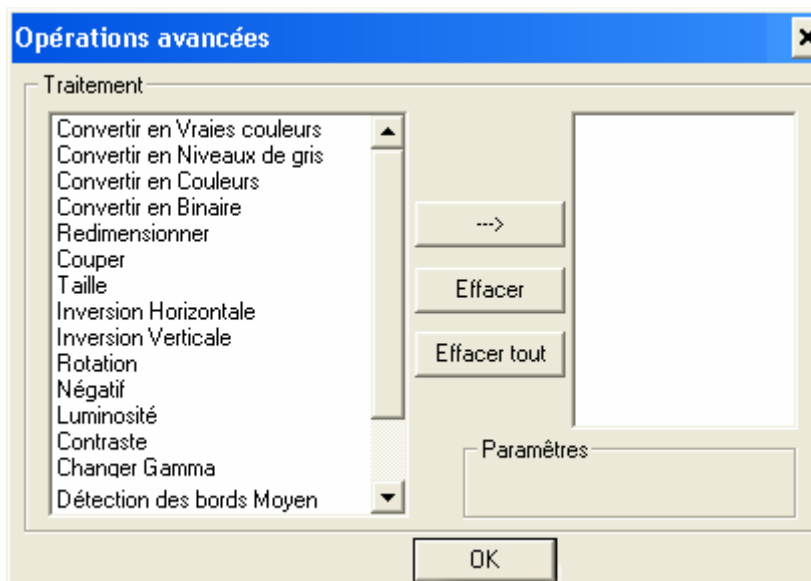 Opérations avancées
Traitement
Convertir en Vraies couleurs
Convertir en Niveaux de gris
Convertir en Couleurs
Convertir en Binaire
Redimensionner
Couper
Taille
Inversion Horizontale
Inversion Verticale
Rotation
Négatif
Luminosité
Contraste
Changer Gamma
Détection des bords Moyen
--->
Effacer
Effacer tout
Paramêtres
OK